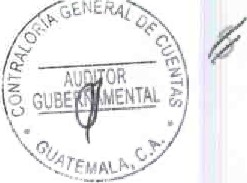 CONTRALORIA GENERAL DE CUENTAS
AUDITOR
GUBERNAMENTAL
GUATEMALA, C.A.